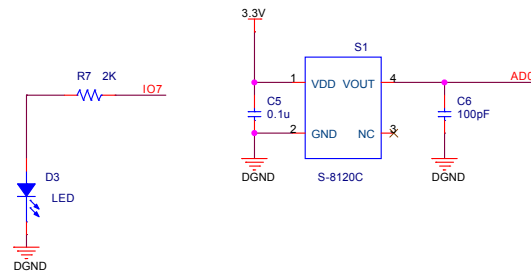 3.3V
S1
R7 2K
IO7
1 VDD VOUT 4
AD0
C5
0.1u
C6
100pF
2 GND NC 3
D3
LED
DGND
S-8120C
DGND
DGND